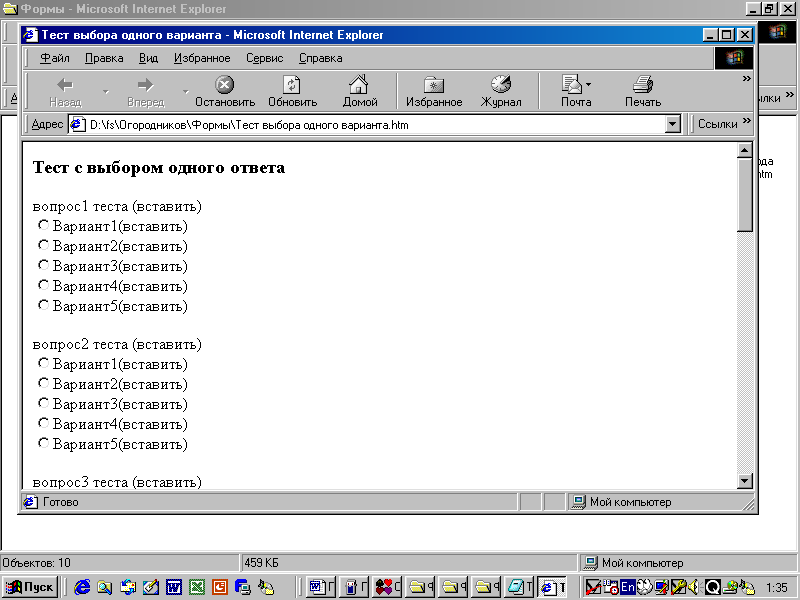 Формы - Microsoft Internet Explorer
Тест выбора одного варианта - Microsoft Internet Explorer
Файл Правка Вид Избранное Сервис Справка
Назад Вперед Остановить Обновить Домой Избранное Журнал Почта Печать »
Адрес D:\fs\Огородников\Формы\Тест выбора одного варианта.htm Ссылки »
Тест с выбором одного ответа
вопрос1 теста (вставить)
Вариант1(вставить)
Вариант2(вставить)
Вариант3(вставить)
Вариант4(вставить)
Вариант5(вставить)
вопрос2 теста (вставить)
Вариант1(вставить)
Вариант2(вставить)
Вариант3(вставить)
Вариант4(вставить)
Вариант5(вставить)
вопрос3 теста (вставить)
Готово Мой компьютер
Объектов: 10 459 КБ Мой компьютер
Пуск En 1:35